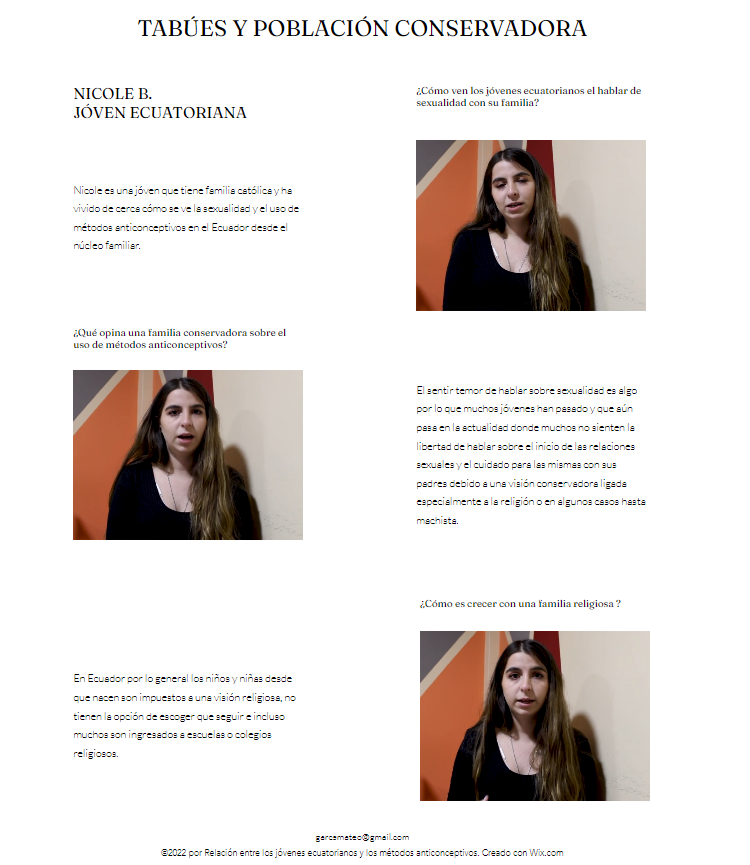 TABÚES Y POBLACIÓN CONSERVADORA
NICOLE B.
JÓVEN ECUATORIANA
Nicole es una jóven que tiene familia católica y ha
vivido de cerca cómo se ve la sexualidad y el uso de
métodos anticonceptivos en el Ecuador desde el
núcleo familiar.
¿Cómo ven los jóvenes ecuatorianos el hablar de
sexualidad con su familia?
¿Qué opina una familia conservadora sobre el
uso de métodos anticonceptivos?
El sentir temor de hablar sobre sexualidad es algo
por lo que muchos jóvenes han pasado y que aún
pasa en la actualidad donde muchos no sienten la
libertad de hablar sobre el inicio de las relaciones
sexuales y el cuidado para las mismas con sus
padres debido a una visión conservadora ligada
especialmente a la religión o en algunos casos hasta
machista.
¿Cómo es crecer con una familia religiosa ?
En Ecuador por lo general los niños y niñas desde
que nacen son impuestos a una visión religiosa, no
tienen la opción de escoger que seguir e incluso
muchos son ingresados a escuelas o colegios
religiosos.
garcamateo@gmail.com
©2022 por Relación entre los jóvenes ecuatorianos y los métodos anticonceptivos. Creado con Wix.com